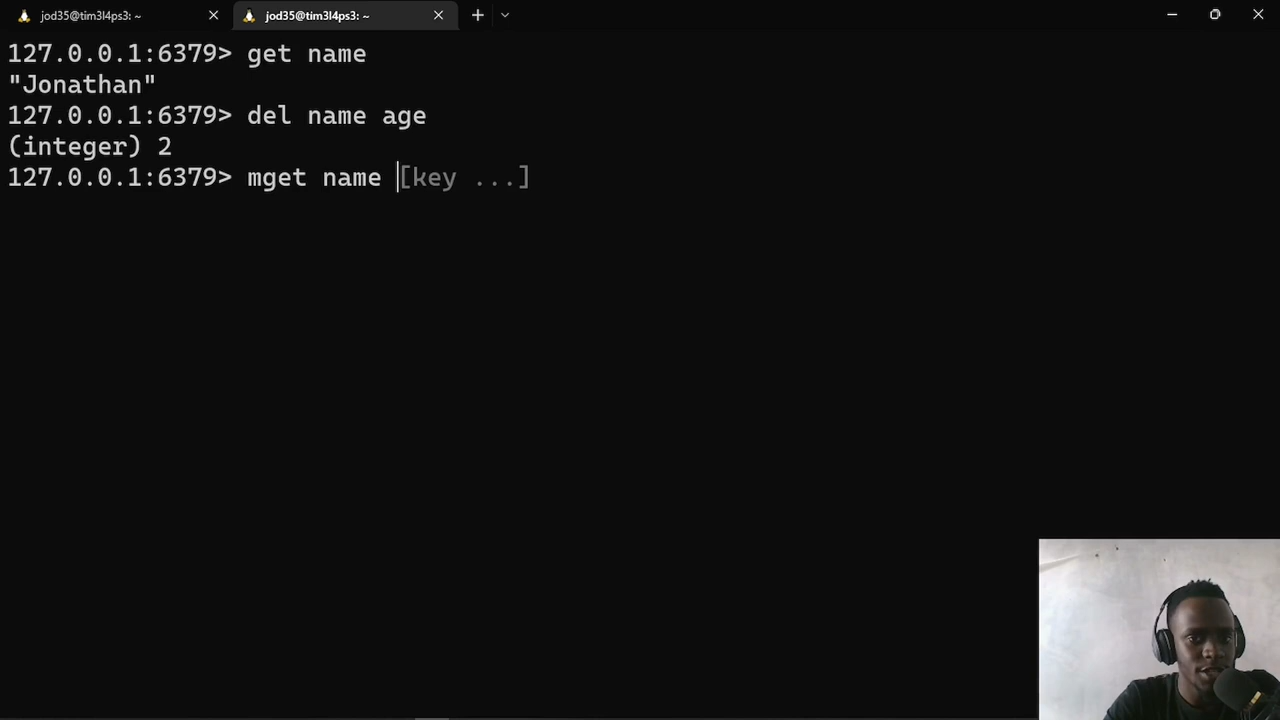 jod35@tim3l4ps3: ~
jod35@tim3l4ps3: ~
127.0.0.1:6379> get name
"Jonathan"
127.0.0.1:6379> del name age
(integer) 2
127.0.0.1:6379> mget name [key ...]